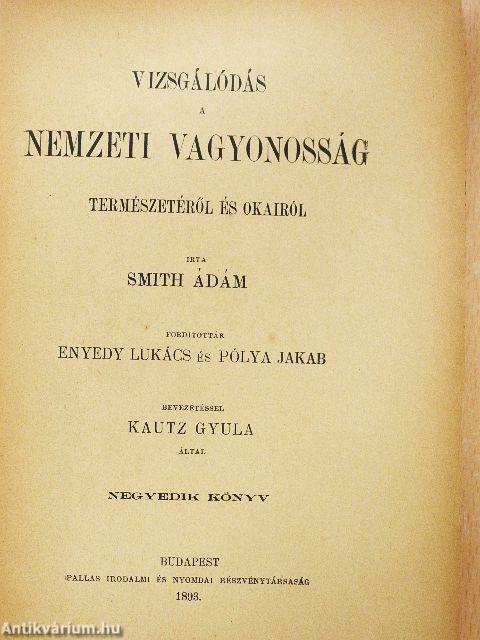 VIZSGÁLÓDÁS
A
NEMZETI VAGYONOSSÁG
TERMÉSZETÉRŐL ÉS OKAIRÓL
IRTA
SMITH ÁDÁM
FORDITOTTÁK
ENYEDY LUKÁCS ÉS PÓLYA JAKAB
BEVEZETÉSSEL
KAUTZ GYULA
ÁLTAL
NEGYEDIK KÖNYV
BUDAPEST
PALLAS IRODALMI ÉS NYOMDAI RÉSZVÉNYTÁRSASÁG
1893.
Antikvárium.hu